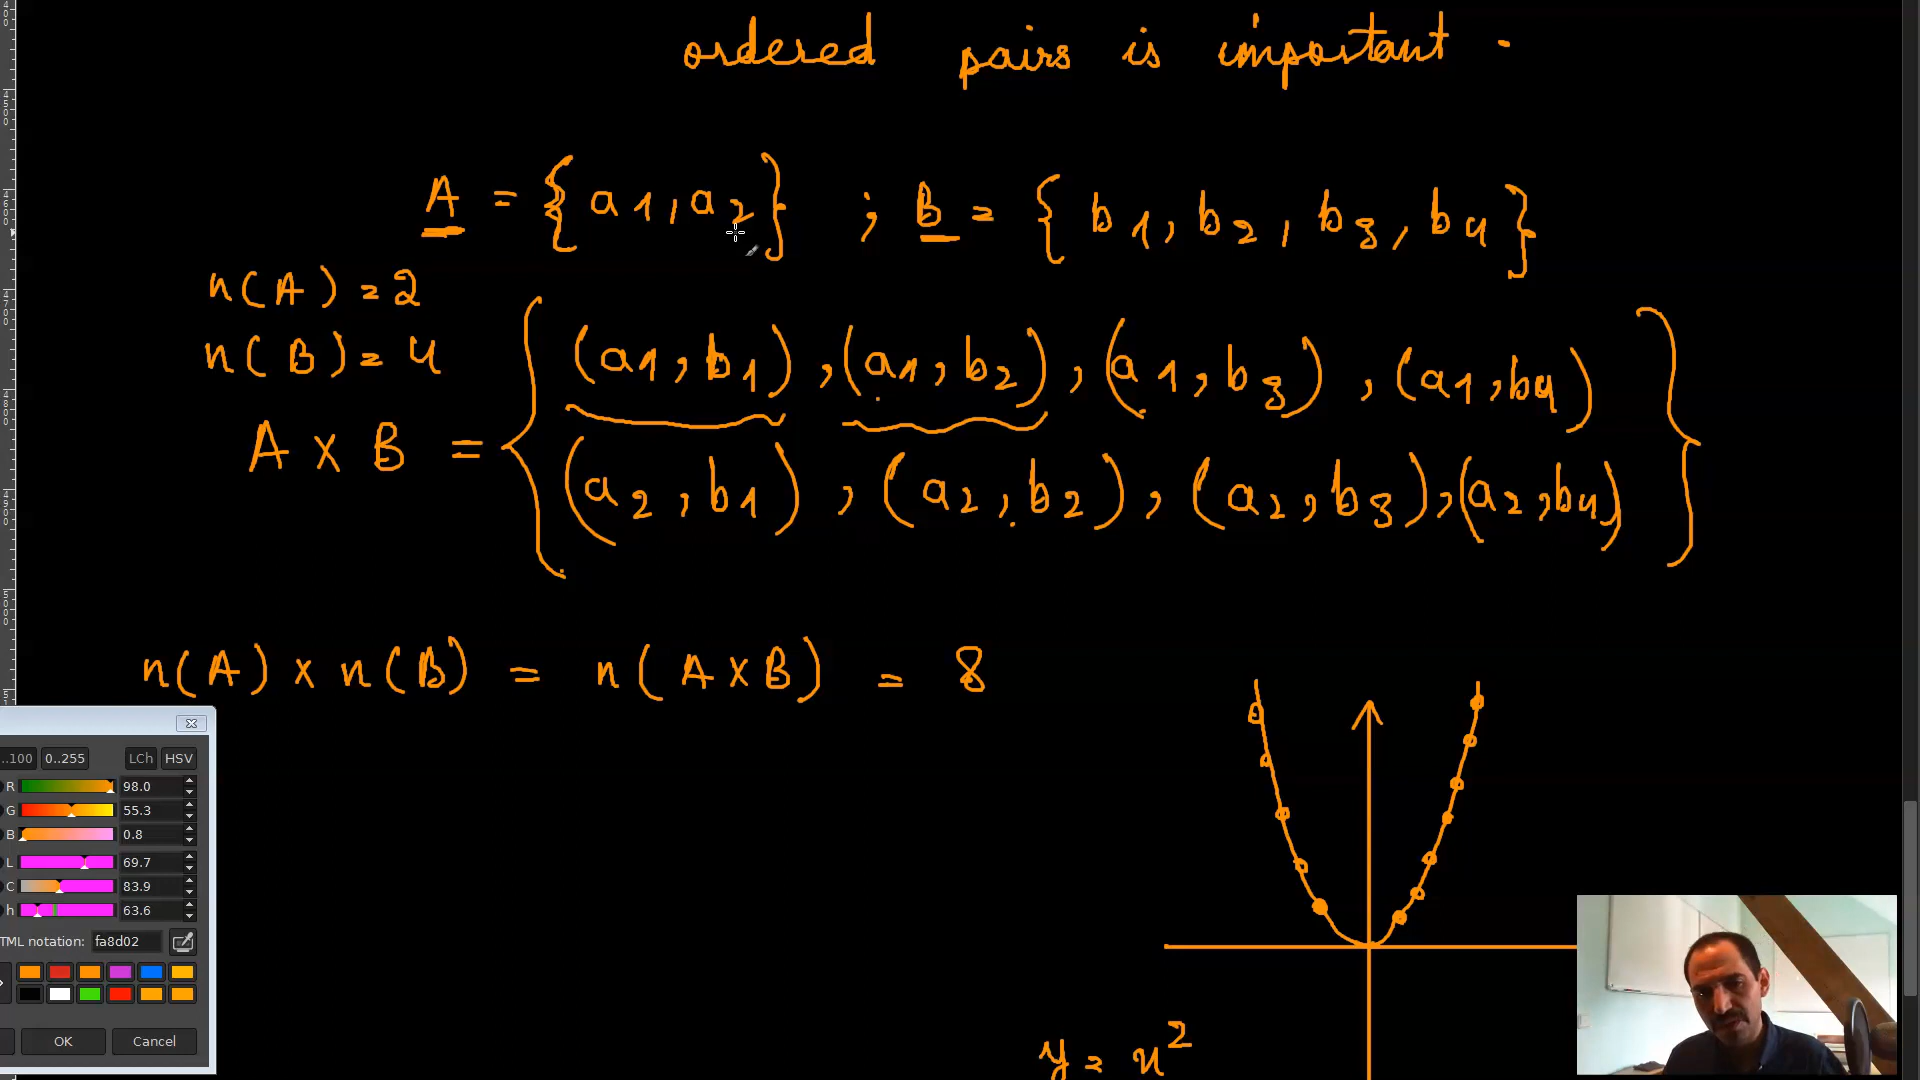 ordered pairs is important .
A = { a1, a2 } ; B = { b1, b2, b3, b4 }
n(A) = 2
n(B) = 4
(a1, b1), (a1, b2), (a1, b3), (a1, b4)
A X B = {
(a2, b1), (a2, b2), (a2, b3), (a2, b4) }
n(A) x n(B) = n(A X B) = 8
..100 0..255 LCh HSV
R 98.0
G 55.3
B 0.8
L 69.7
C 83.9
h 63.6
TML notation: fa8d02
OK Cancel
y = x²